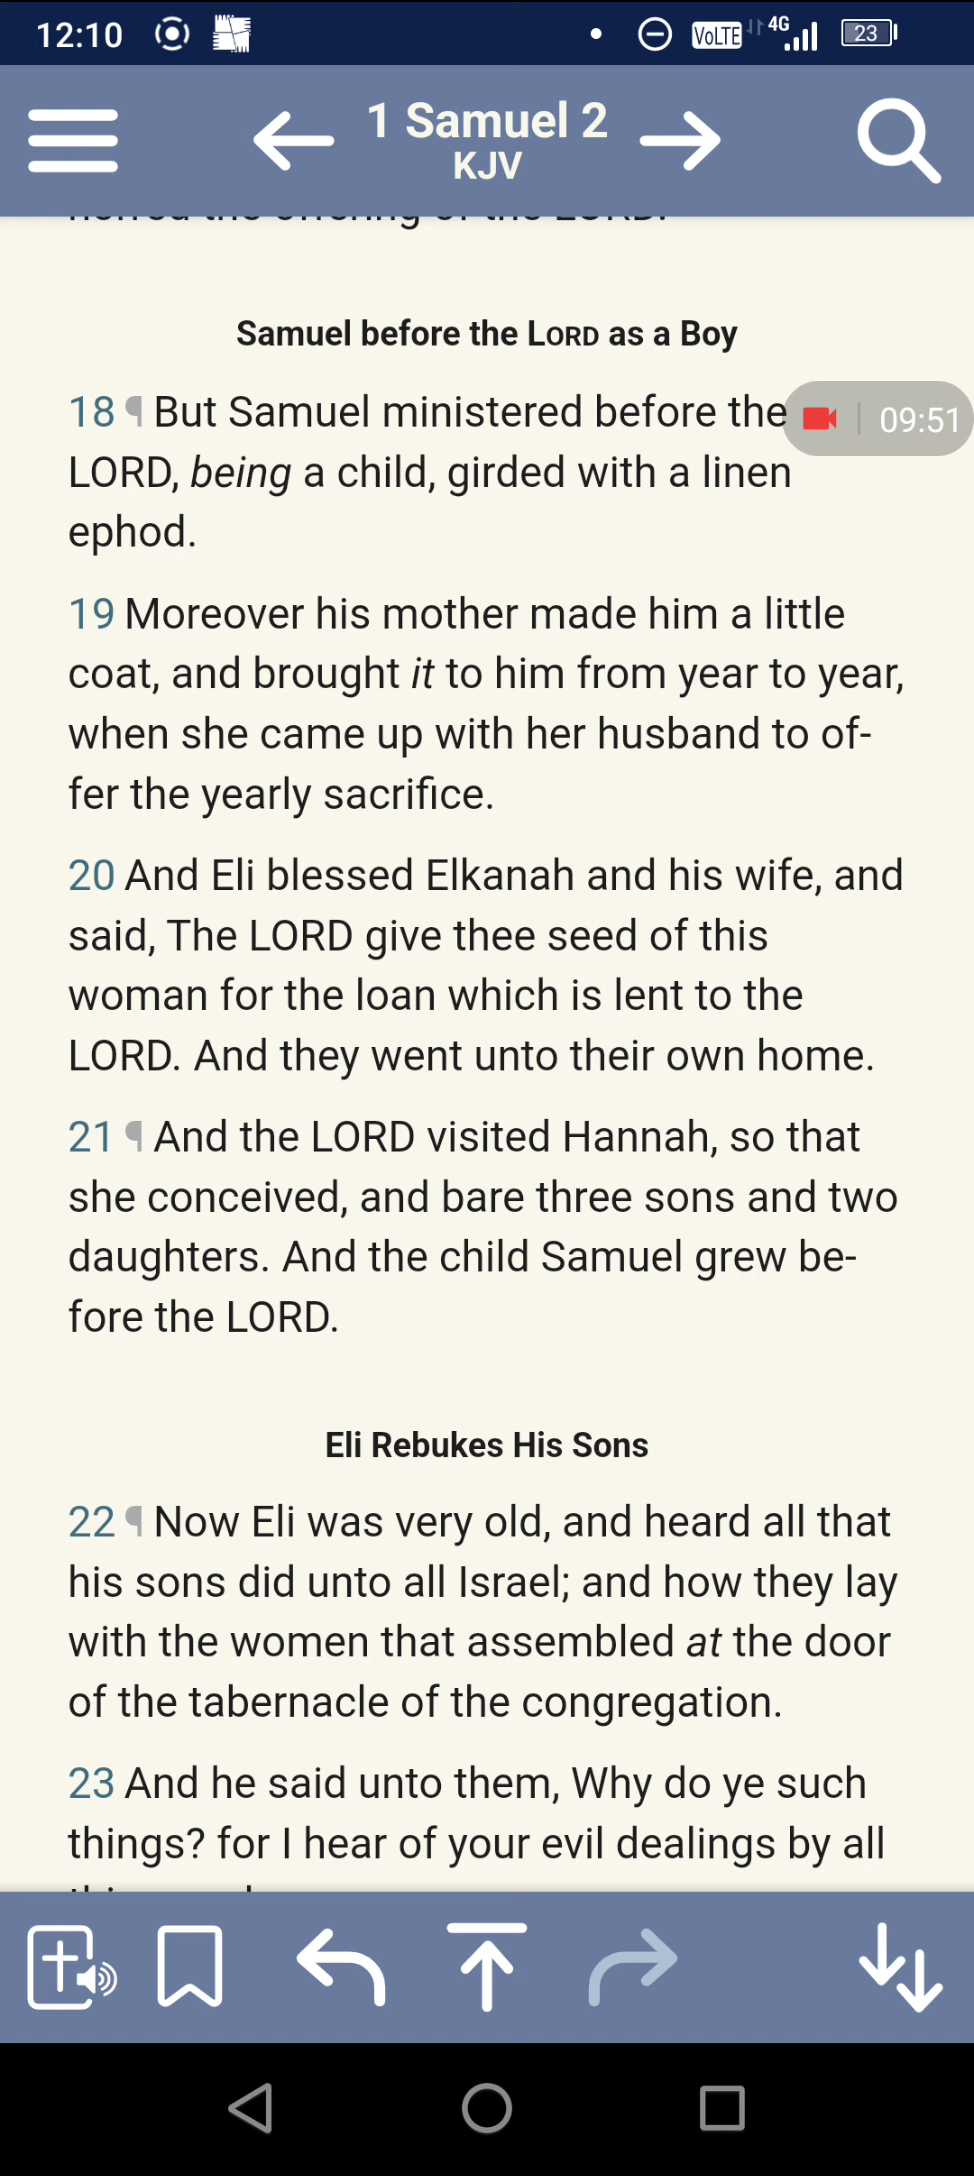 12:10 VoLTE 4G 23
1 Samuel 2
KJV
the offering of the LORD.
Samuel before the LORD as a Boy
18 ¶ But Samuel ministered before the
09:51
LORD, being a child, girded with a linen
ephod.
19 Moreover his mother made him a little
coat, and brought it to him from year to year,
when she came up with her husband to of-
fer the yearly sacrifice.
20 And Eli blessed Elkanah and his wife, and
said, The LORD give thee seed of this
woman for the loan which is lent to the
LORD. And they went unto their own home.
21 ¶ And the LORD visited Hannah, so that
she conceived, and bare three sons and two
daughters. And the child Samuel grew be-
fore the LORD.
Eli Rebukes His Sons
22 ¶ Now Eli was very old, and heard all that
his sons did unto all Israel; and how they lay
with the women that assembled at the door
of the tabernacle of the congregation.
23 And he said unto them, Why do ye such
things? for I hear of your evil dealings by all